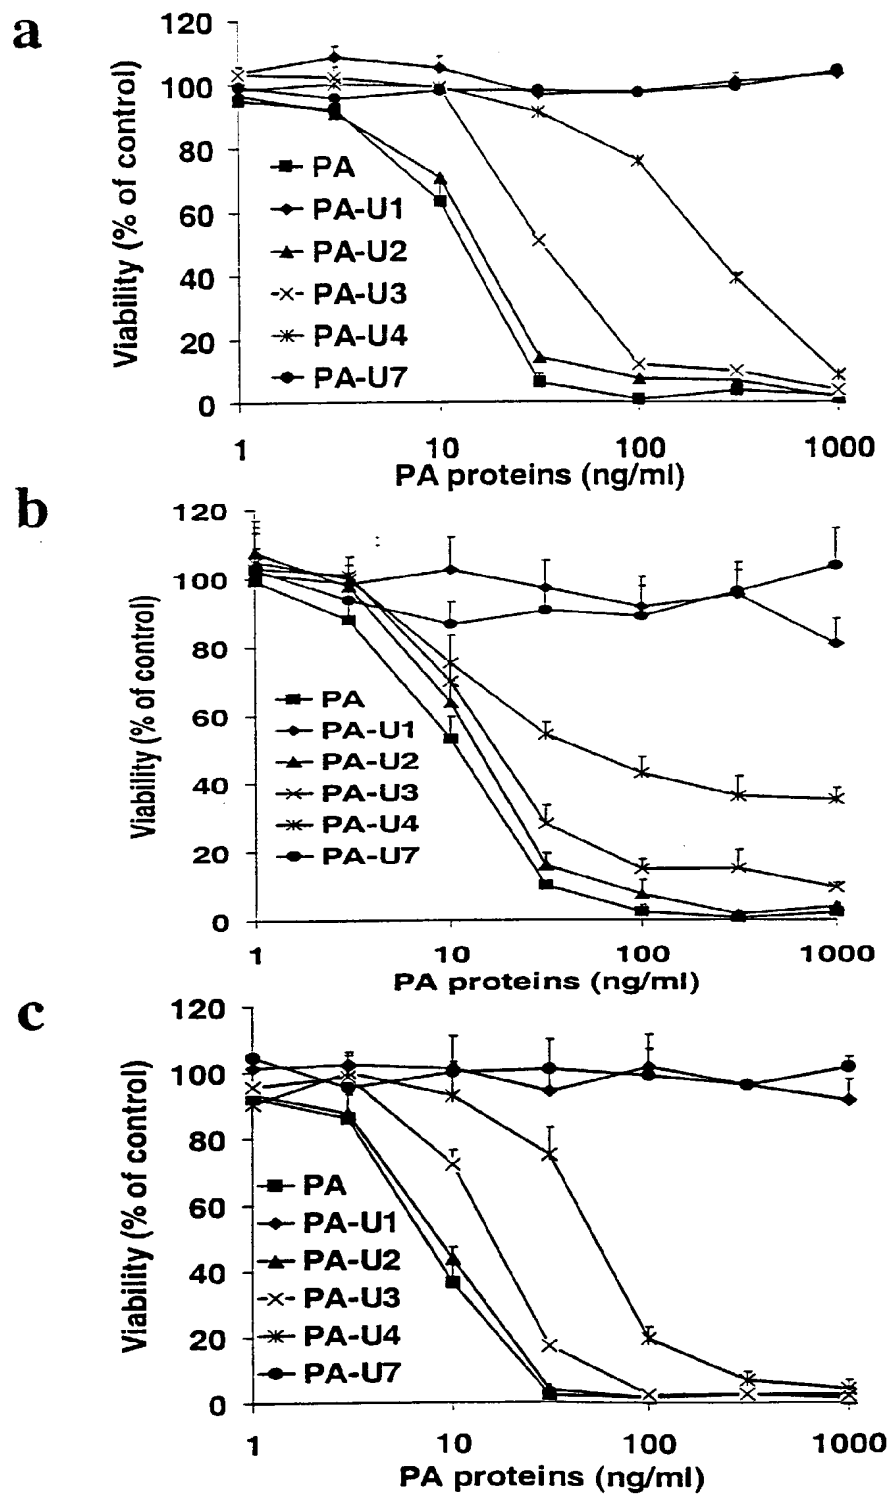 a
120
100
80
60
40
20
0
Viability (% of control)
PA
PA-U1
PA-U2
PA-U3
PA-U4
PA-U7
1 10 100 1000
PA proteins (ng/ml)
b
120
100
80
60
40
20
0
Viability (% of control)
PA
PA-U1
PA-U2
PA-U3
PA-U4
PA-U7
1 10 100 1000
PA proteins (ng/ml)
c
120
100
80
60
40
20
0
Viability (% of control)
PA
PA-U1
PA-U2
PA-U3
PA-U4
PA-U7
1 10 100 1000
PA proteins (ng/ml)